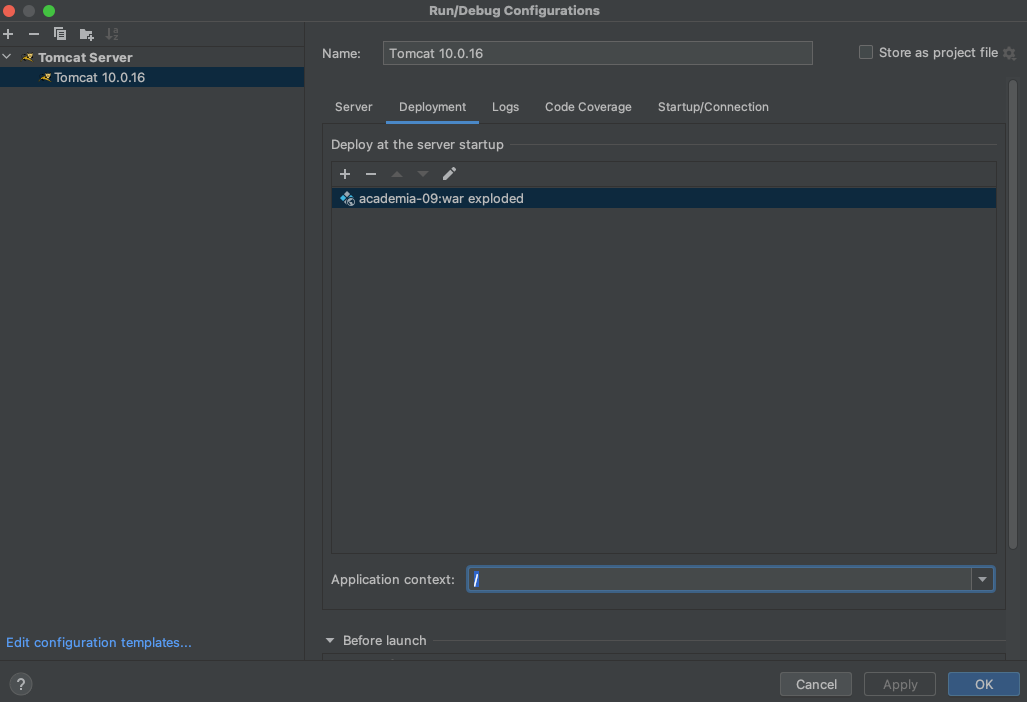 Run/Debug Configurations
Tomcat Server
Tomcat 10.0.16
Edit configuration templates...
Name: Tomcat 10.0.16 Store as project file
Server Deployment Logs Code Coverage Startup/Connection
Deploy at the server startup
academia-09:war exploded
Application context: /
Before launch
? Cancel Apply OK